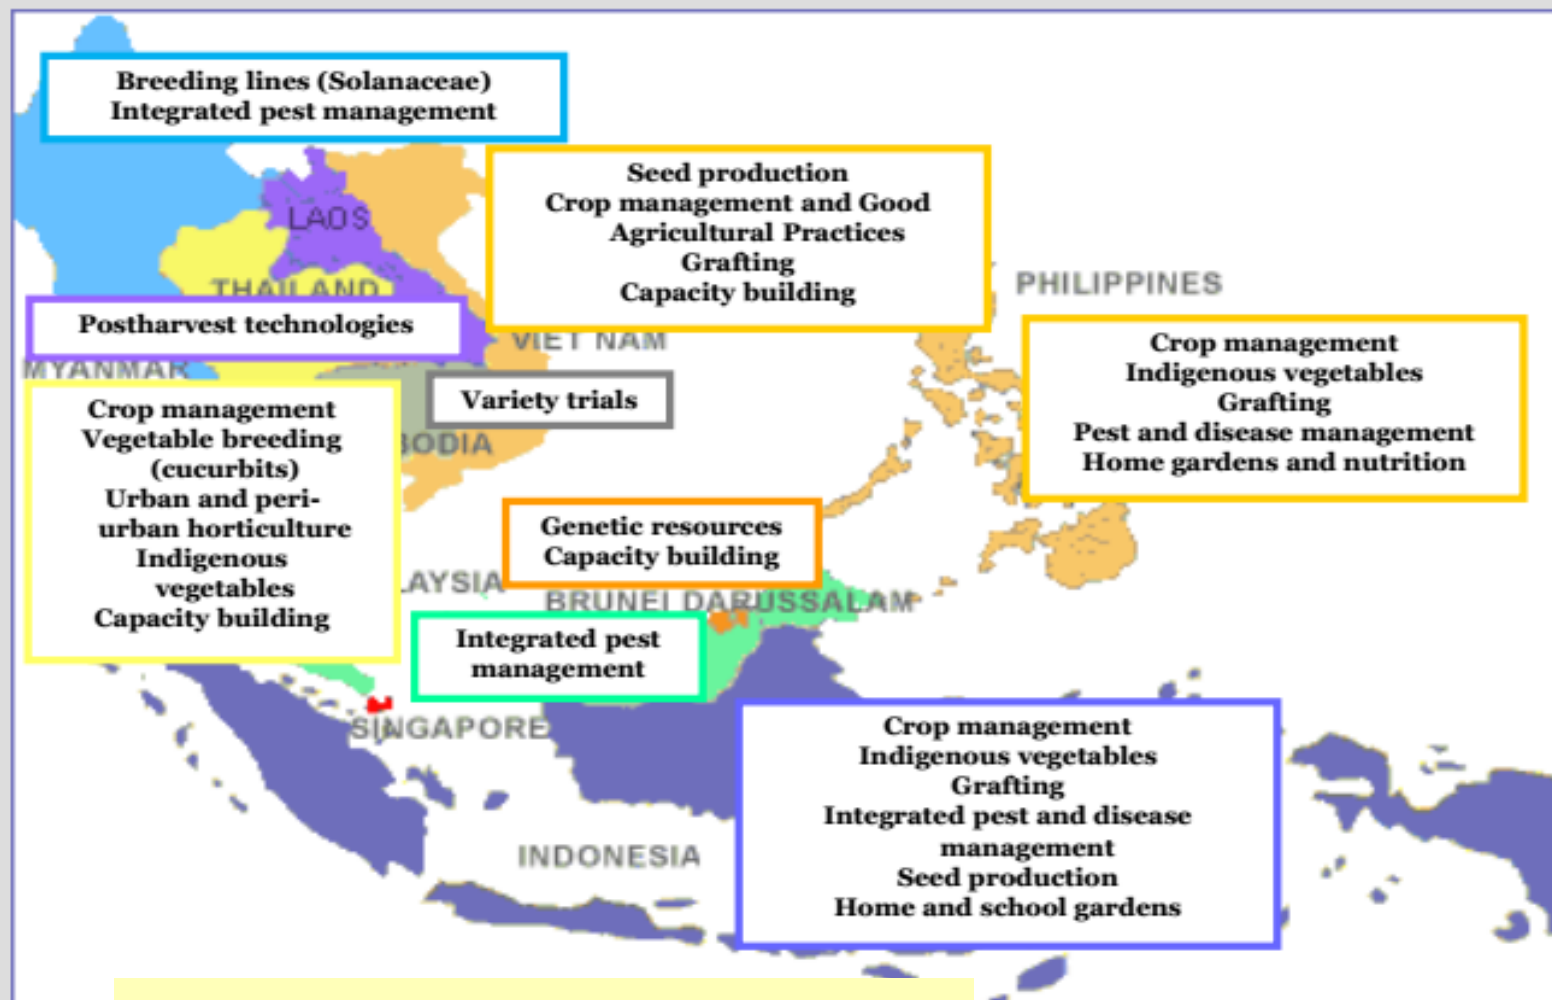 Breeding lines (Solanaceae)
Integrated pest management
Seed production
Crop management and Good
Agricultural Practices
Grafting
Capacity building
LAOS
THAILAND
PHILIPPINES
Postharvest technologies
VIET NAM
MYANMAR
Crop management
Indigenous vegetables
Grafting
Pest and disease management
Home gardens and nutrition
Variety trials
Crop management
Vegetable breeding
(cucurbits)
Urban and peri-
urban horticulture
Indigenous
vegetables
Capacity building
BODIA
Genetic resources
Capacity building
LAYSIA
BRUNEI DARUSSALAM
Integrated pest
management
SINGAPORE
Crop management
Indigenous vegetables
Grafting
Integrated pest and disease
management
Seed production
Home and school gardens
INDONESIA